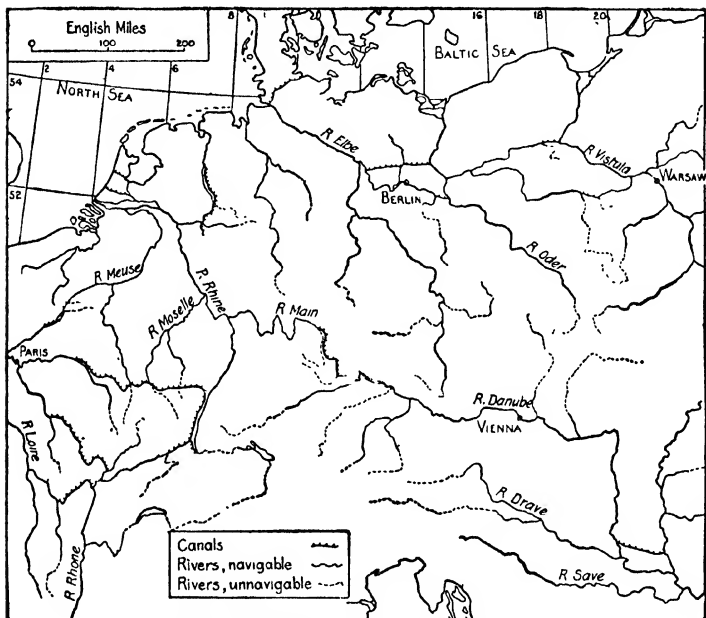 English Miles
0 100 200
8 1 20 16 18 20
54 2 4 6
NORTH SEA
BALTIC SEA
R Elbe
R Vistula
WARSAW
52
BERLIN
R Oder
R Meuse
R. Rhine
R Moselle
R Main
PARIS
R. Danube
VIENNA
R Loire
R Drave
Canals
Rivers, navigable
Rivers, unnavigable
R Save
R Rhone